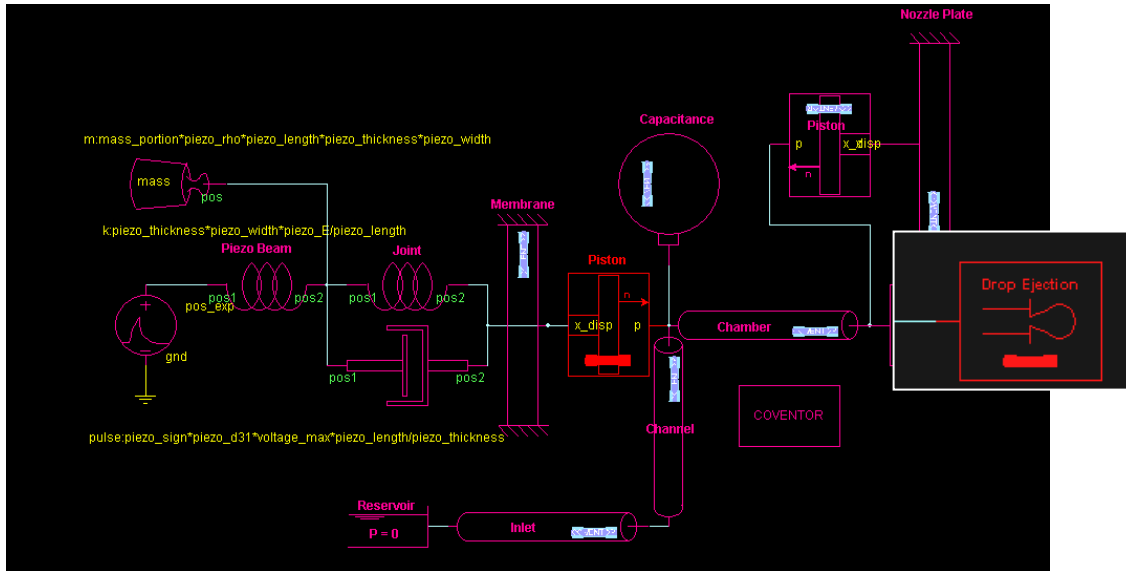 Nozzle Plate
m:mass_portion*piezo_rho*piezo_length*piezo_thickness*piezo_width
Capacitance
Piston
p
x_disp
n
mass
pos
Membrane
k:piezo_thickness*piezo_width*piezo_E/piezo_length
Piezo Beam
Joint
pos1
pos2
pos1
pos2
pos_exp
gnd
Piston
n
x_disp
p
Chamber
Drop Ejection
pos1
pos2
COVENTOR
pulse:piezo_sign*piezo_d31*voltage_max*piezo_length/piezo_thickness
Channel
Reservoir
P = 0
Inlet